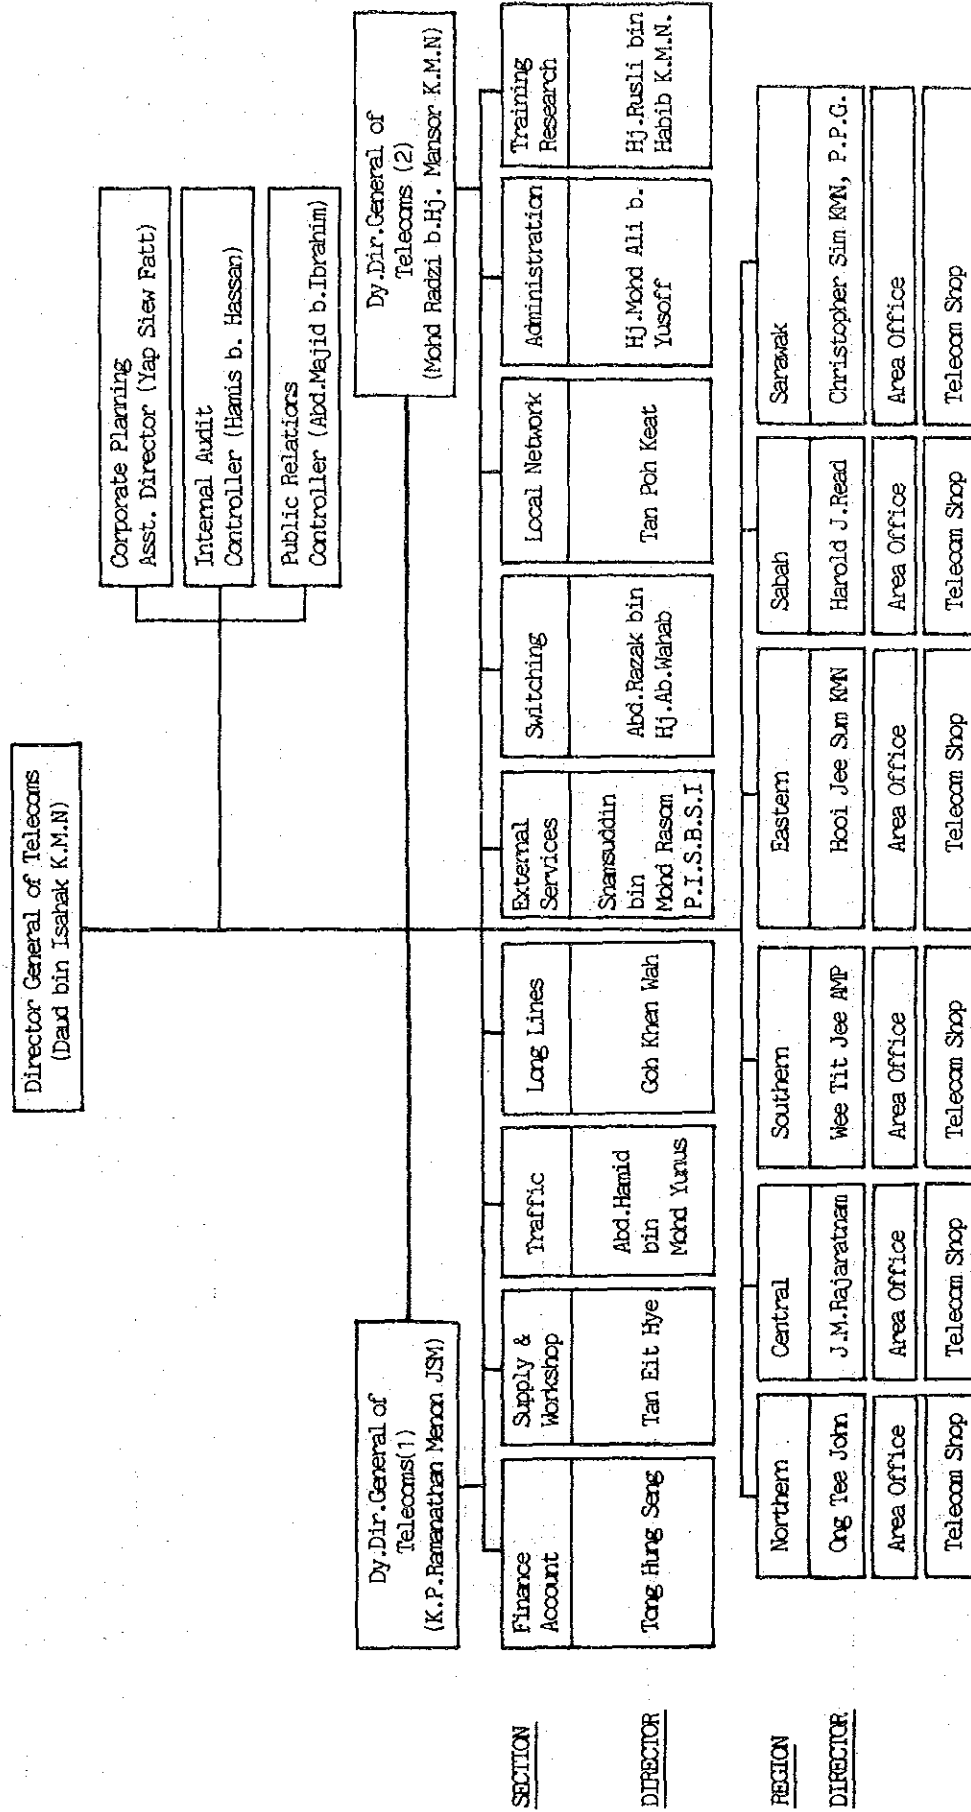 Director General of Telecoms
(Daud bin Isahak K.M.N)
Corporate Planning
Asst. Director (Yap Siew Fatt)
Internal Audit
Controller (Hamis b. Hassan)
Public Relations
Controller (Abd.Majid b.Ibrahim)
Dy.Dir.General of
Telecoms(1)
(K.P.Ramanathan Menon JSM)
Dy.Dir.General of
Telecoms (2)
(Mohd Radzi b.Hj. Mansor K.M.N)
SECTION
Finance
Account
Supply &
Workshop
Traffic
Long Lines
External
Services
Switching
Local Network
Administration
Training
Research
DIRECTOR
Tong Hung Seng
Tan Eit Hye
Abd.Hamid
bin
Mohd Yunus
Goh Khen Wah
Shamsuddin
bin
Mohd Rasom
P.I.S.B.S.I
Abd.Razak bin
Hj.Ab.Wahab
Tan Poh Keat
Hj.Mohd Ali b.
Yusoff
Hj.Rusli bin
Habib K.M.N.
REGION
Northern
Central
Southern
Eastern
Sabah
Sarawak
DIRECTOR
Ong Tee John
J.M.Rajaratnam
Wee Tit Jee AMP
Hooi Jee Sum KMN
Harold J.Read
Christopher Sim KMN, P.P.G.
Area Office
Area Office
Area Office
Area Office
Area Office
Area Office
Telecom Shop
Telecom Shop
Telecom Shop
Telecom Shop
Telecom Shop
Telecom Shop